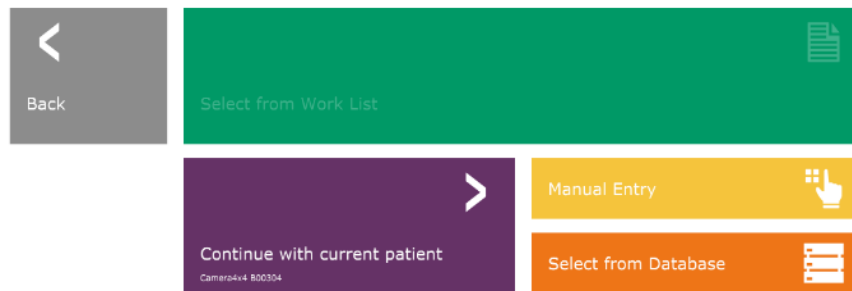 Back
Select from Work List
Manual Entry
Continue with current patient
Camera4x4 B00304
Select from Database